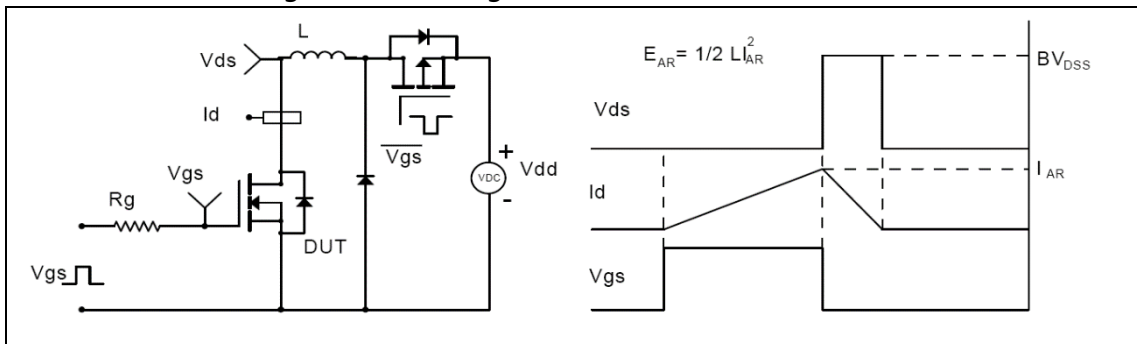 L
Vds
Id
Vgs
Rg
DUT
Vgs
Vgs
+
VDC
Vdd
-
E_AR = 1/2 LI²_AR
BV_DSS
Vds
I_AR
Id
Vgs